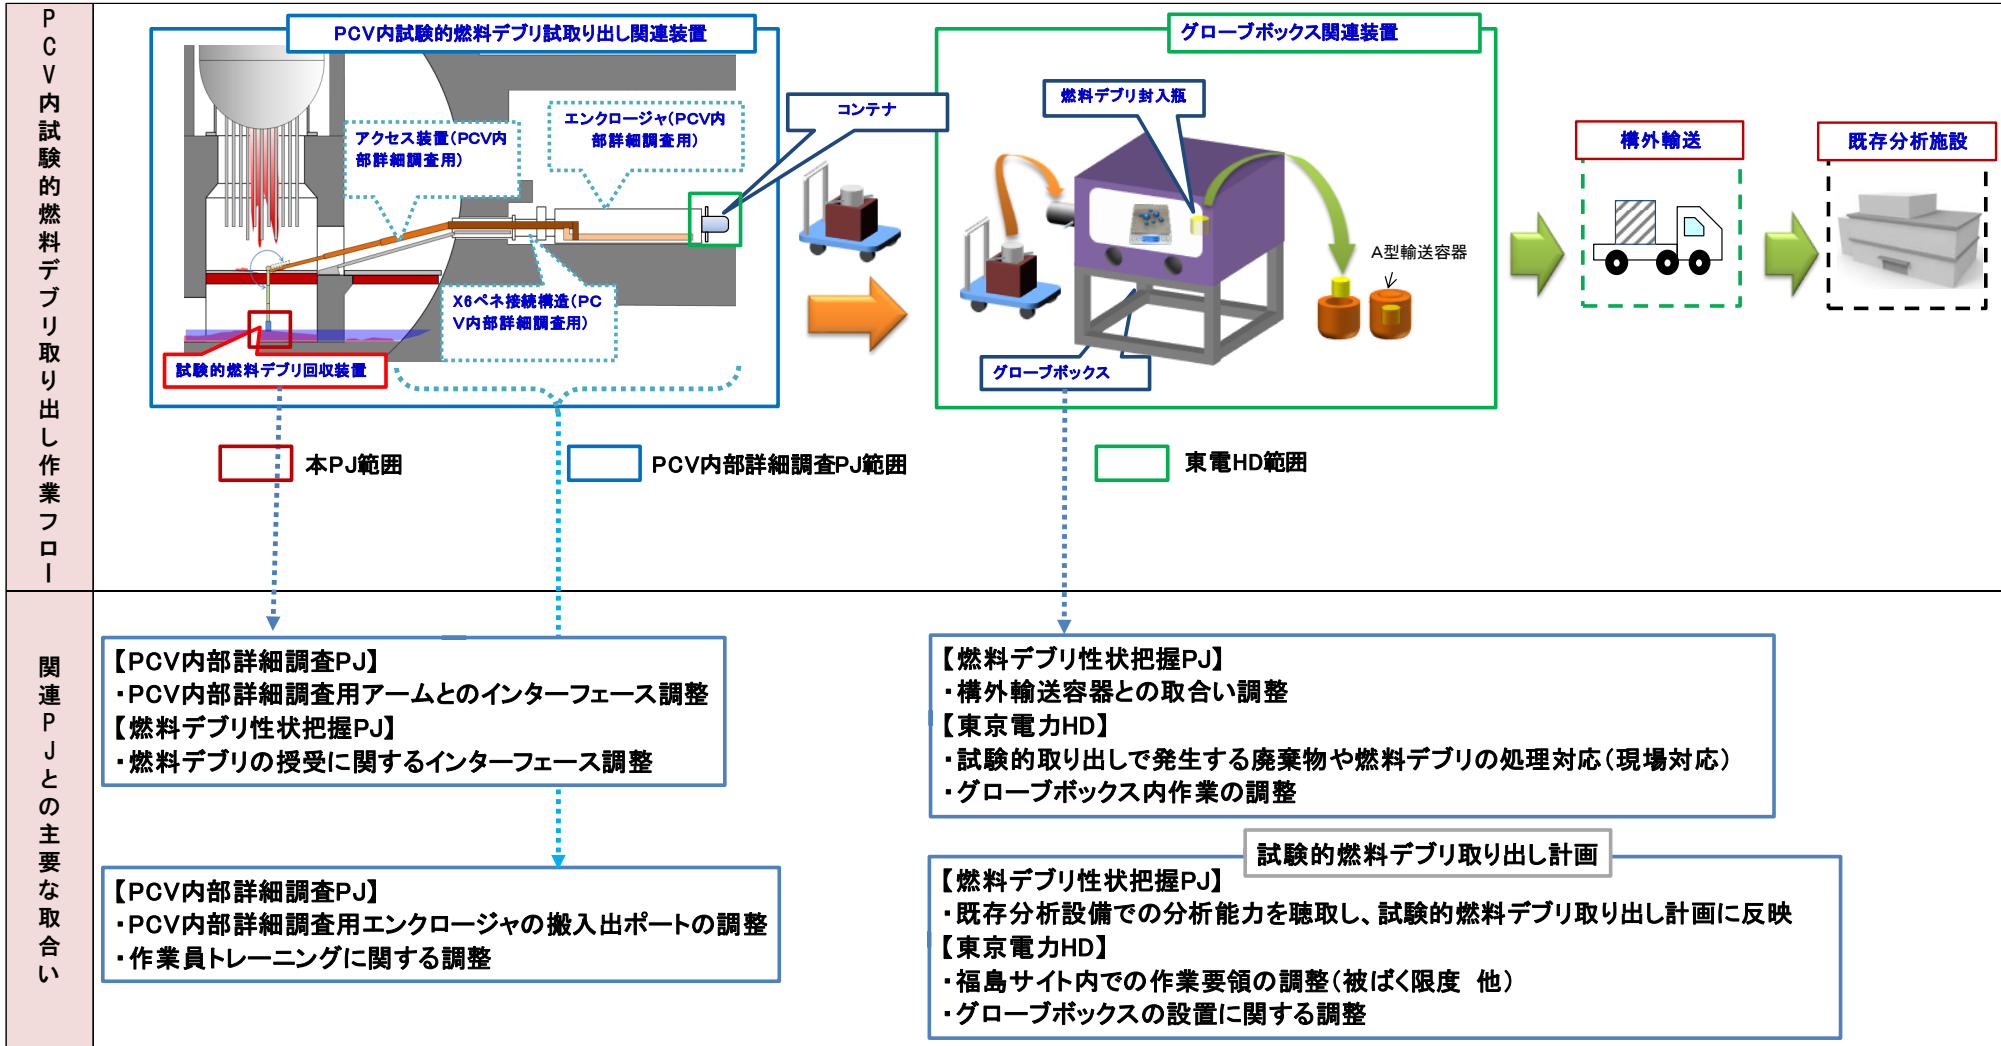 PCV内試験的燃料デブリ取り出し作業フロー
PCV内試験的燃料デブリ試取り出し関連装置
アクセス装置(PCV内
部詳細調査用)
エンクロージャ(PCV内
部詳細調査用)
コンテナ
X6ペネ接続構造(PC
V内部詳細調査用)
試験的燃料デブリ回収装置
グローブボックス関連装置
燃料デブリ封入瓶
A型輸送容器
グローブボックス
構外輸送
既存分析施設
本PJ範囲
PCV内部詳細調査PJ範囲
東電HD範囲
関連PJとの主要な取合い
【PCV内部詳細調査PJ】
・PCV内部詳細調査用アームとのインターフェース調整
【燃料デブリ性状把握PJ】
・燃料デブリの授受に関するインターフェース調整
【PCV内部詳細調査PJ】
・PCV内部詳細調査用エンクロージャの搬入出ポートの調整
・作業員トレーニングに関する調整
【燃料デブリ性状把握PJ】
・構外輸送容器との取合い調整
【東京電力HD】
・試験的取り出しで発生する廃棄物や燃料デブリの処理対応(現場対応)
・グローブボックス内作業の調整
試験的燃料デブリ取り出し計画
【燃料デブリ性状把握PJ】
・既存分析設備での分析能力を聴取し、試験的燃料デブリ取り出し計画に反映
【東京電力HD】
・福島サイト内での作業要領の調整(被ばく限度 他)
・グローブボックスの設置に関する調整